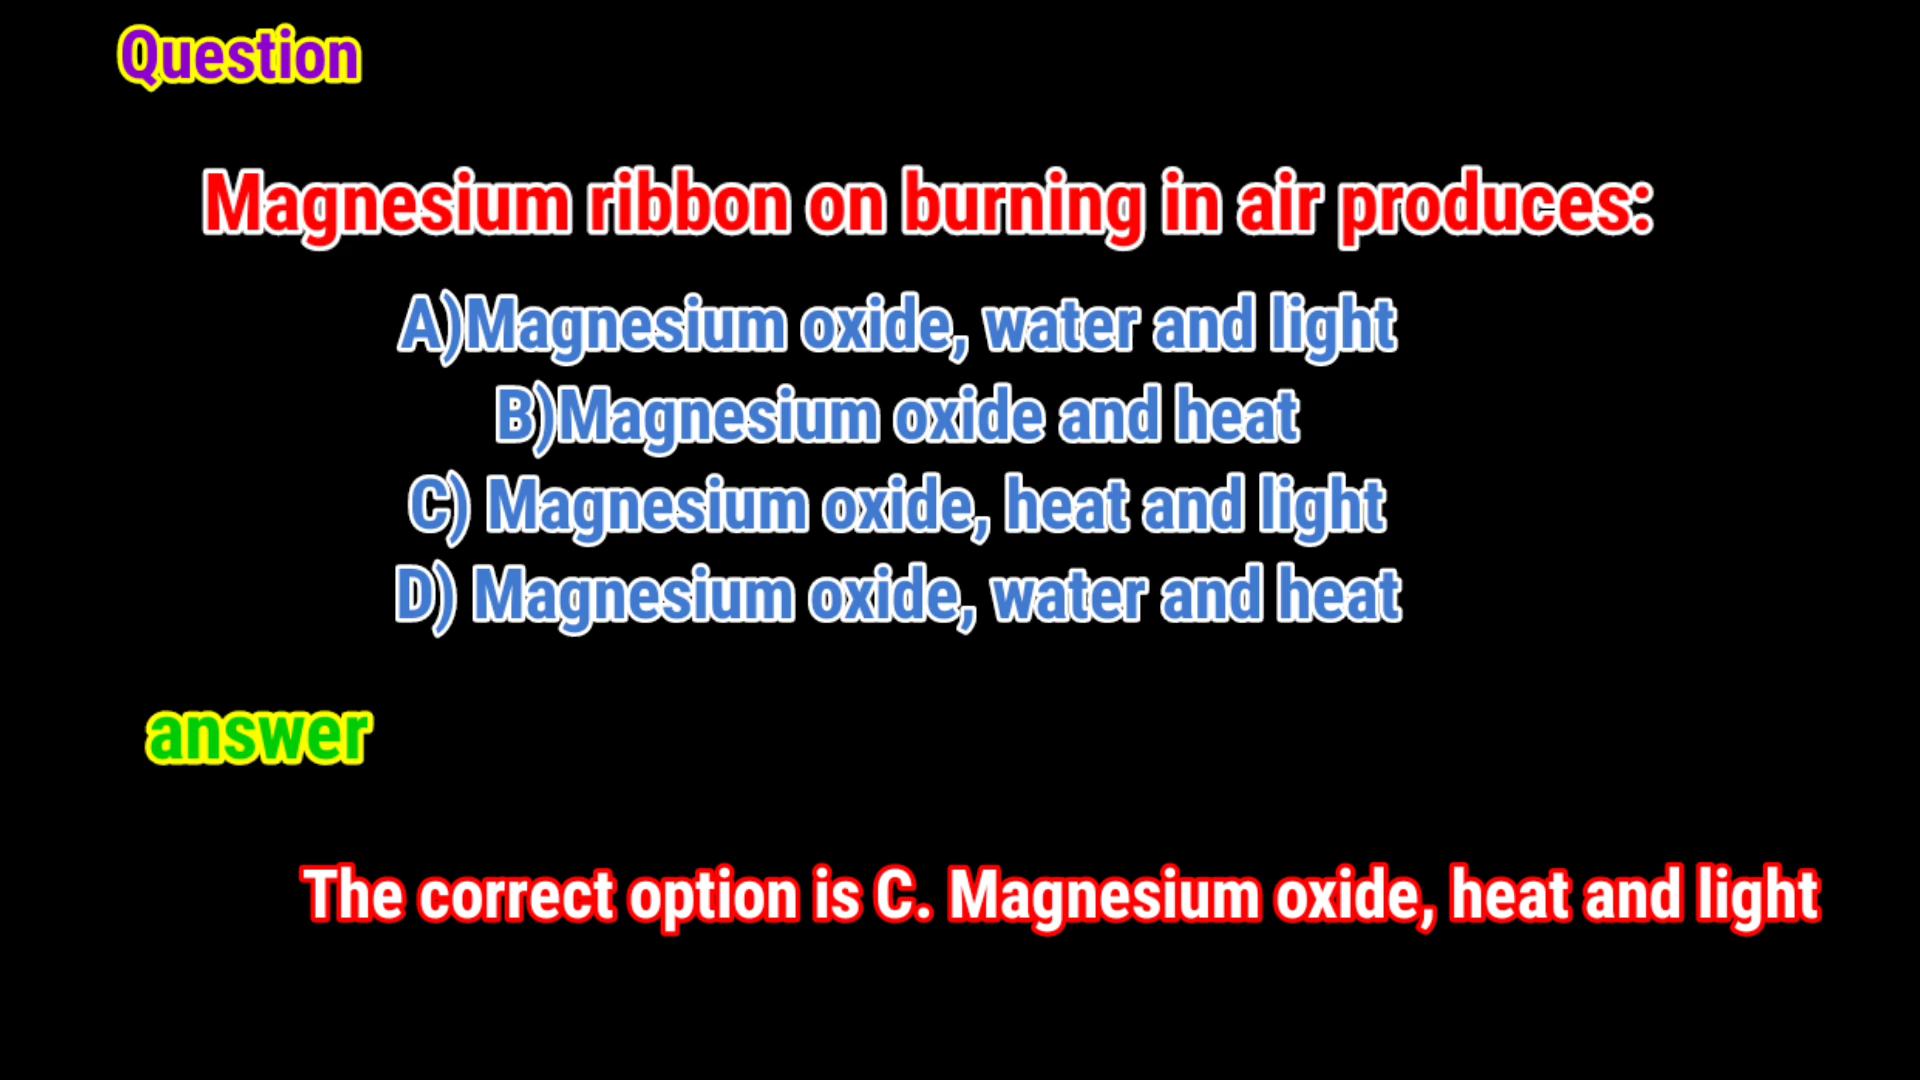 Question
Magnesium ribbon on burning in air produces:
A)Magnesium oxide, water and light
B)Magnesium oxide and heat
C) Magnesium oxide, heat and light
D) Magnesium oxide, water and heat
answer
The correct option is C. Magnesium oxide, heat and light